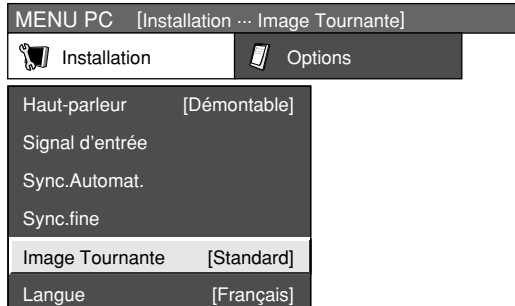 MENU PC [Installation ··· Image Tournante]
Installation Options
Haut-parleur [Démontable]
Signal d'entrée
Sync.Automat.
Sync.fine
Image Tournante [Standard]
Langue [Français]